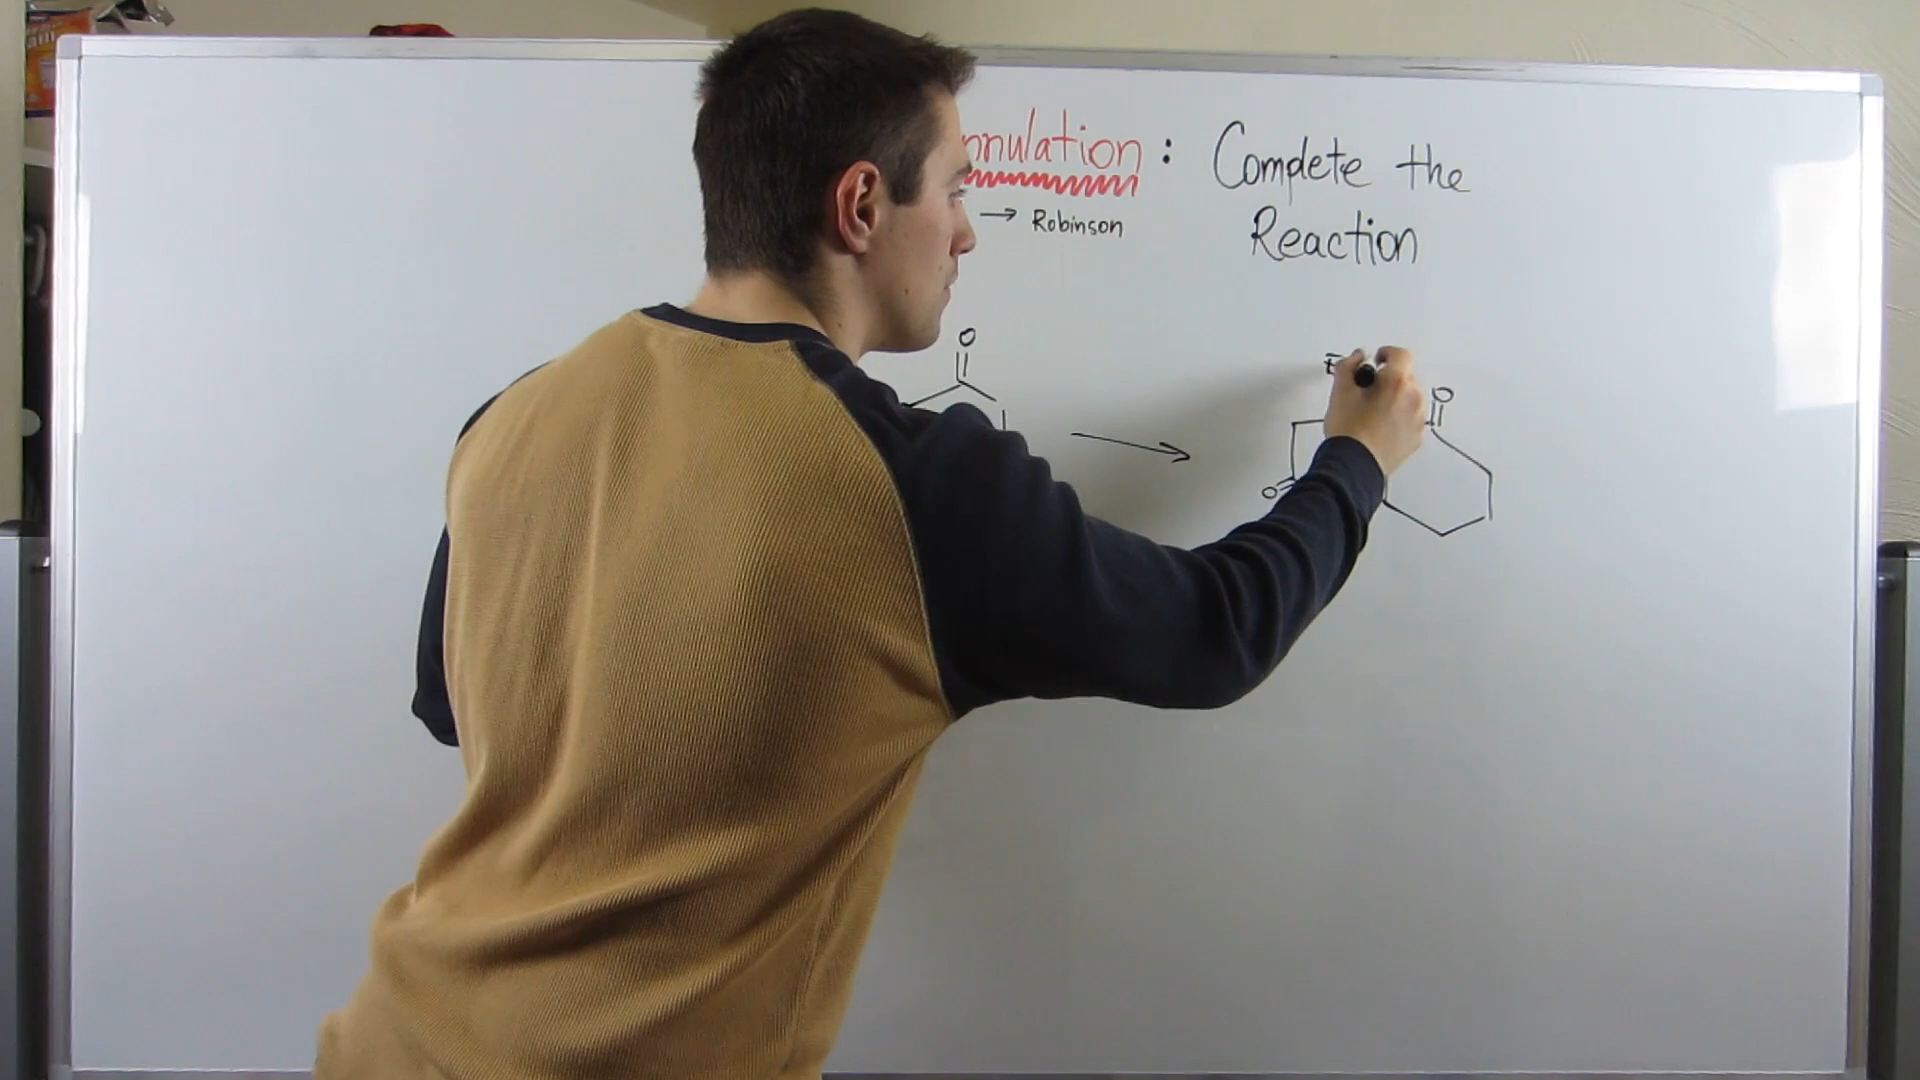 nnulation : Complete the
Reaction
→ Robinson
O
O
O